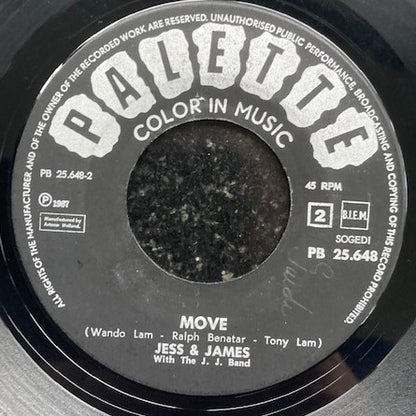 ALL RIGHTS OF THE MANUFACTURER AND OF THE OWNER OF THE RECORDED WORK ARE RESERVED. UNAUTHORISED PUBLIC PERFORMANCE, BROADCASTING AND COPYING OF THIS RECORD PROHIBITED.
PALETTE
COLOR IN MUSIC
PB 25.648-2
45 RPM
Ⓟ 1967
2
B.I.E.M.
Manufactured by
Artone Holland.
SOGEDI
PB 25.648
MOVE
(Wando Lam - Ralph Benatar - Tony Lam)
JESS & JAMES
With The J. J. Band